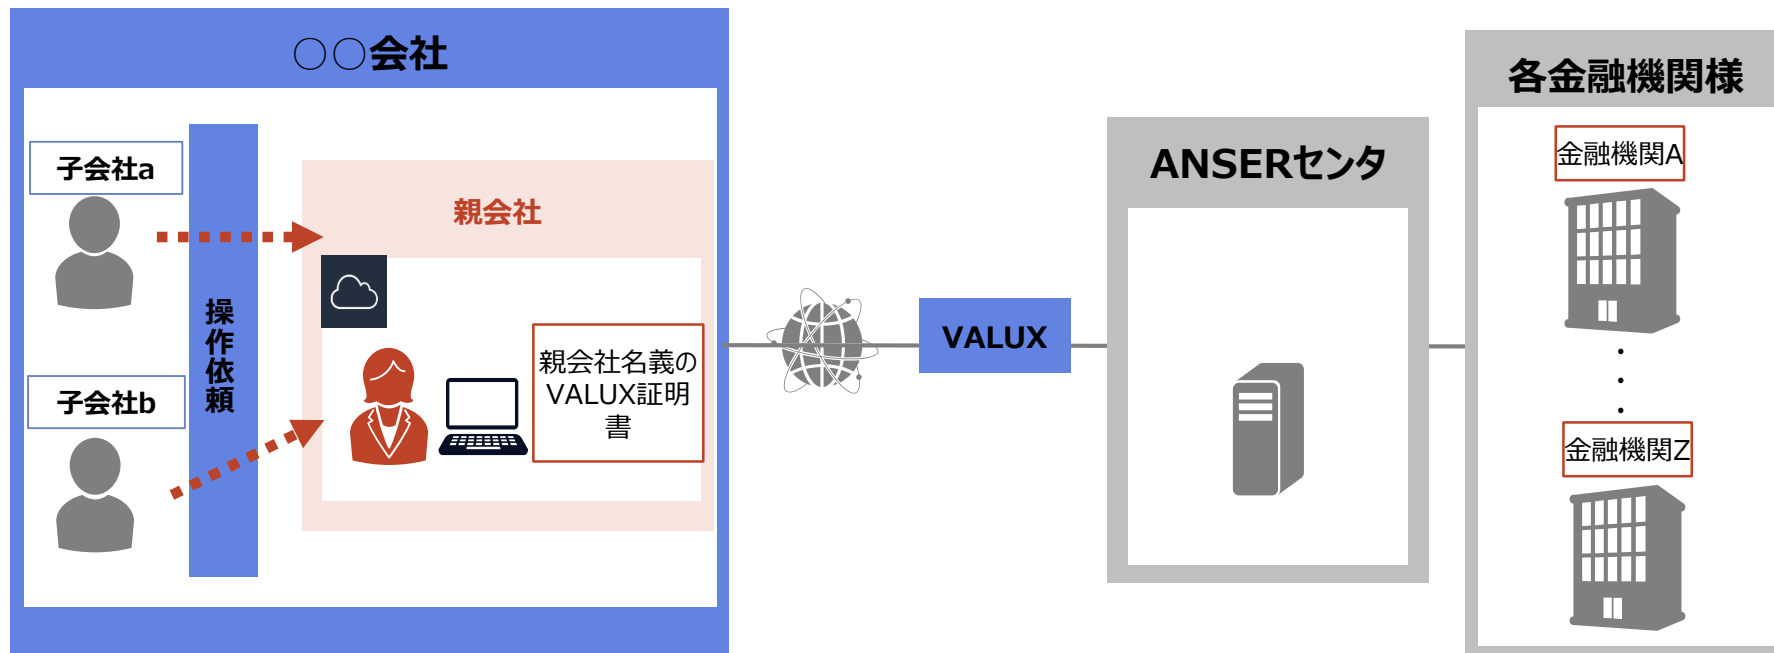 ○○会社
子会社a
子会社b
操作依頼
親会社
親会社名義の
VALUX証明
書
VALUX
ANSERセンタ
各金融機関様
金融機関A
・
・
・
金融機関Z